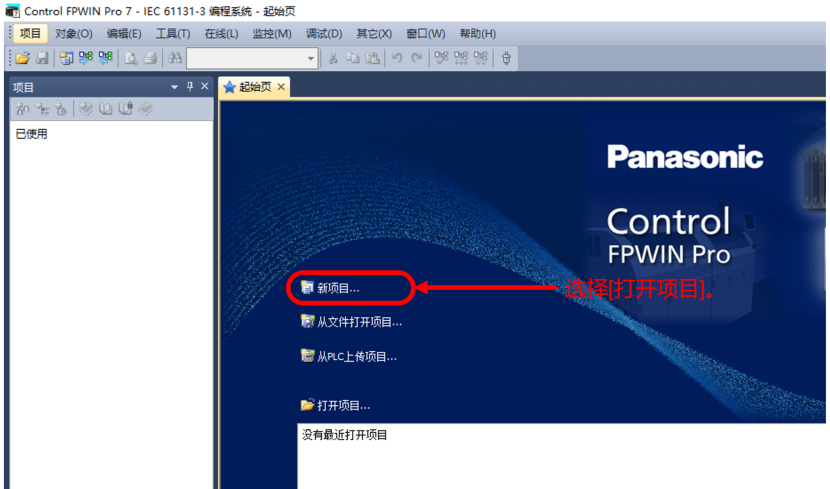 Control FPWIN Pro 7 - IEC 61131-3 编程系统 - 起始页
项目 对象(O) 编辑(E) 工具(T) 在线(L) 监控(M) 调试(D) 其它(X) 窗口(W) 帮助(H)
项目
起始页
已使用
Panasonic
Control
FPWIN Pro
新项目...
选择[打开项目]。
从文件打开项目...
从PLC上传项目...
打开项目...
没有最近打开项目